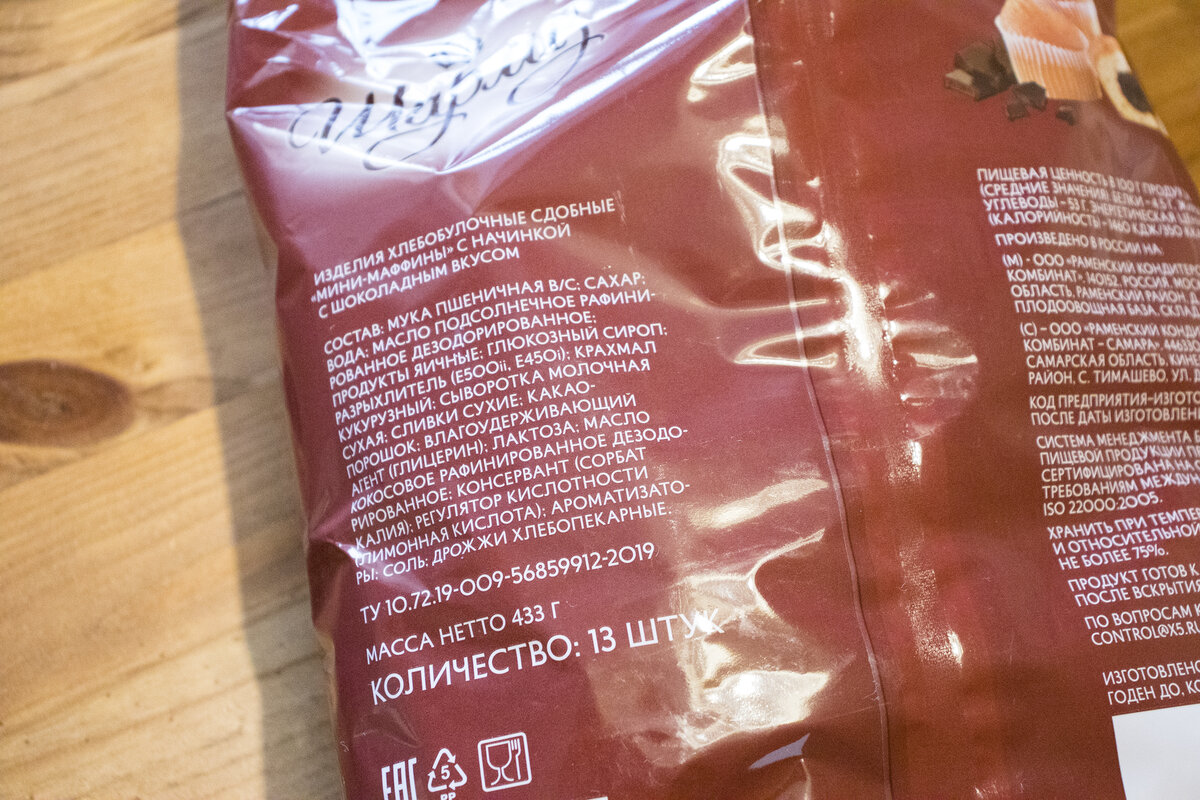 Шарлиз
ИЗДЕЛИЯ ХЛЕБОБУЛОЧНЫЕ СДОБНЫЕ
«МИНИ-МАФФИНЫ» С НАЧИНКОЙ
С ШОКОЛАДНЫМ ВКУСОМ
СОСТАВ: МУКА ПШЕНИЧНАЯ В/С; САХАР;
ВОДА; МАСЛО ПОДСОЛНЕЧНОЕ РАФИНИ-
РОВАННОЕ ДЕЗОДОРИРОВАННОЕ;
ПРОДУКТЫ ЯИЧНЫЕ; ГЛЮКОЗНЫЙ СИРОП;
РАЗРЫХЛИТЕЛЬ (E500ii, E450i); КРАХМАЛ
КУКУРУЗНЫЙ; СЫВОРОТКА МОЛОЧНАЯ
СУХАЯ; СЛИВКИ СУХИЕ; КАКАО-
ПОРОШОК; ВЛАГОУДЕРЖИВАЮЩИЙ
АГЕНТ (ГЛИЦЕРИН); ЛАКТОЗА; МАСЛО
КОКОСОВОЕ РАФИНИРОВАННОЕ ДЕЗОДО-
РИРОВАННОЕ; КОНСЕРВАНТ (СОРБАТ
КАЛИЯ); РЕГУЛЯТОР КИСЛОТНОСТИ
(ЛИМОННАЯ КИСЛОТА); АРОМАТИЗАТО-
РЫ; СОЛЬ; ДРОЖЖИ ХЛЕБОПЕКАРНЫЕ.
ТУ 10.72.19-009-56859912-2019
МАССА НЕТТО 433 Г
КОЛИЧЕСТВО: 13 ШТУК
EAC
5
PP
ПИЩЕВАЯ ЦЕННОСТЬ В 100 Г ПРОДУК
(СРЕДНИЕ ЗНАЧЕНИЯ): БЕЛКИ -
УГЛЕВОДЫ - 53 Г. ЭНЕРГЕТИЧЕСКАЯ
(КАЛОРИЙНОСТЬ):
ПРОИЗВЕДЕНО В РОССИИ НА:
(М) - ООО «РАМЕНСКИЙ КОНДИТЕР
КОМБИНАТ» 140152 РОССИЯ, МОС
ОБЛАСТЬ, РАМЕНСКИЙ РАЙОН
ПЛОДООВОЩНАЯ БАЗА, СКЛА
(С) - ООО «РАМЕНСКИЙ КОНД
КОМБИНАТ - САМАРА»
САМАРСКАЯ ОБЛАСТЬ, КИН
РАЙОН, С. ТИМАШЕВО, УЛ. Д
КОД ПРЕДПРИЯТИЯ-ИЗГОТО
ПОСЛЕ ДАТЫ ИЗГОТОВЛЕН
СИСТЕМА МЕНЕДЖМЕНТА Б
ПИЩЕВОЙ ПРОДУКЦИИ П
СЕРТИФИЦИРОВАНА НА
ТРЕБОВАНИЯМ МЕЖДУ
ISO 22000:2005.
ХРАНИТЬ ПРИ ТЕМПЕ
И ОТНОСИТЕЛЬНО
НЕ БОЛЕЕ 75%.
ПРОДУКТ ГОТОВ К
ПОСЛЕ ВСКРЫТИЯ
ПО ВОПРОСАМ
CONTROL@X5.RU
ИЗГОТОВЛЕНО
ГОДЕН ДО, КО